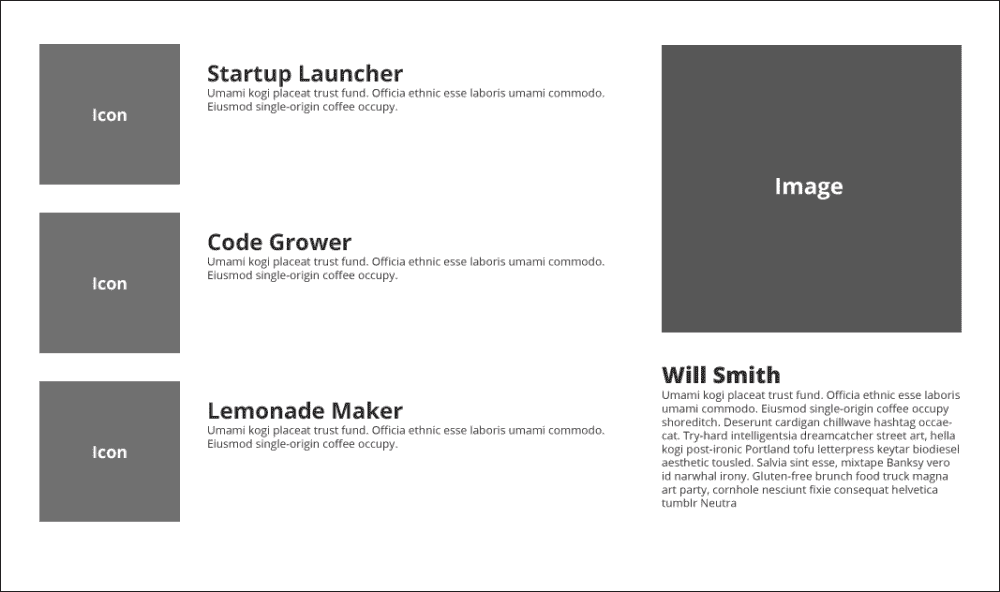 Icon
Startup Launcher
Umami kogi placeat trust fund. Officia ethnic esse laboris umami commodo.
Eiusmod single-origin coffee occupy.
Icon
Code Grower
Umami kogi placeat trust fund. Officia ethnic esse laboris umami commodo.
Eiusmod single-origin coffee occupy.
Icon
Lemonade Maker
Umami kogi placeat trust fund. Officia ethnic esse laboris umami commodo.
Eiusmod single-origin coffee occupy.
Image
Will Smith
Umami kogi placeat trust fund. Officia ethnic esse laboris
umami commodo. Eiusmod single-origin coffee occupy
shoreditch. Deserunt cardigan chillwave hashtag occae-
cat. Try-hard intelligentsia dreamcatcher street art, hella
kogi post-ironic Portland tofu letterpress keytar biodiesel
aesthetic tousled. Salvia sint esse, mixtape Banksy vero
id narwhal irony. Gluten-free brunch food truck magna
art party, cornhole nesciunt fixie consequat helvetica
tumblr Neutra